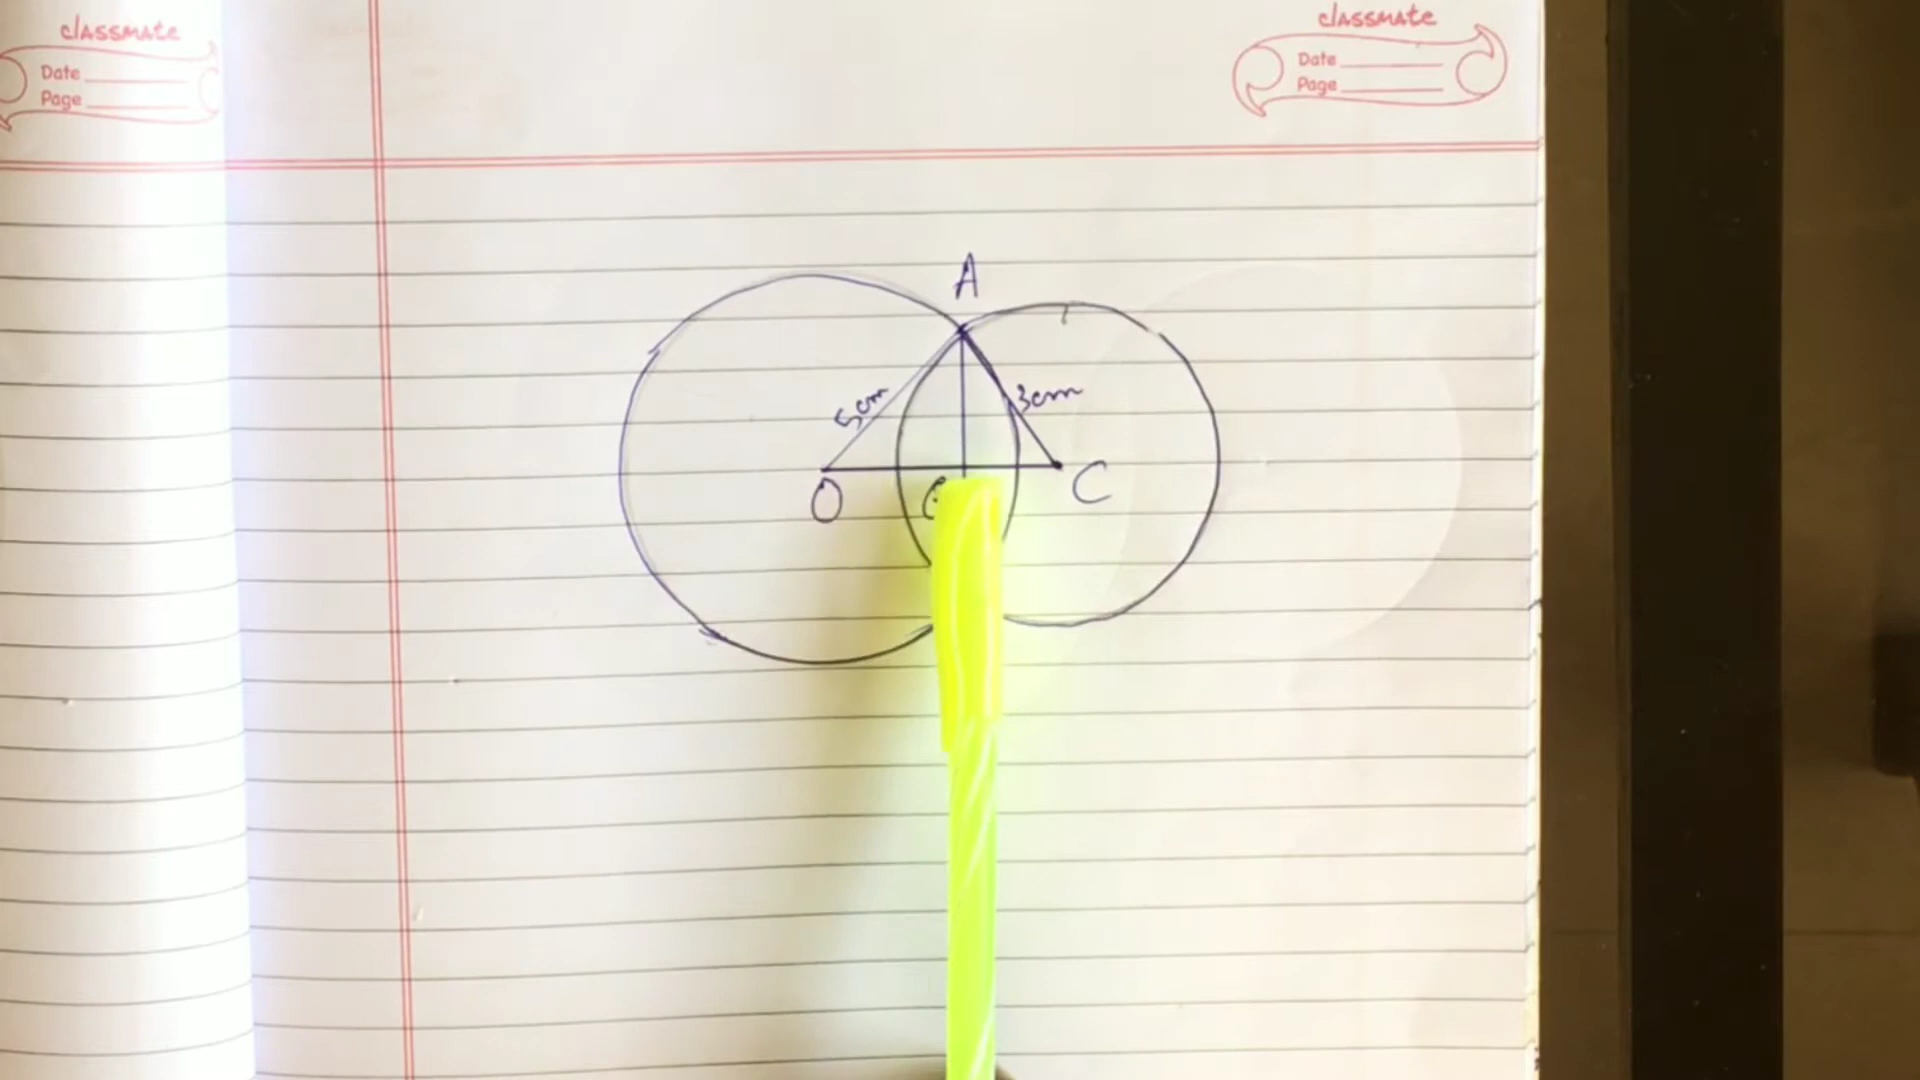 classmate
Date
Page
classmate
Date
Page
A
5cm
3cm
O
C